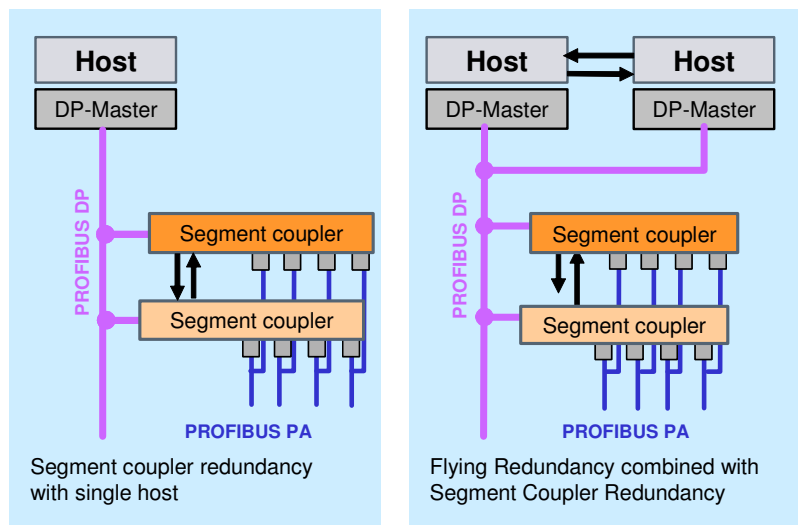 Host
DP-Master
PROFIBUS DP
Segment coupler
Segment coupler
PROFIBUS PA
Segment coupler redundancy
with single host
Host
Host
DP-Master
DP-Master
PROFIBUS DP
Segment coupler
Segment coupler
PROFIBUS PA
Flying Redundancy combined with
Segment Coupler Redundancy